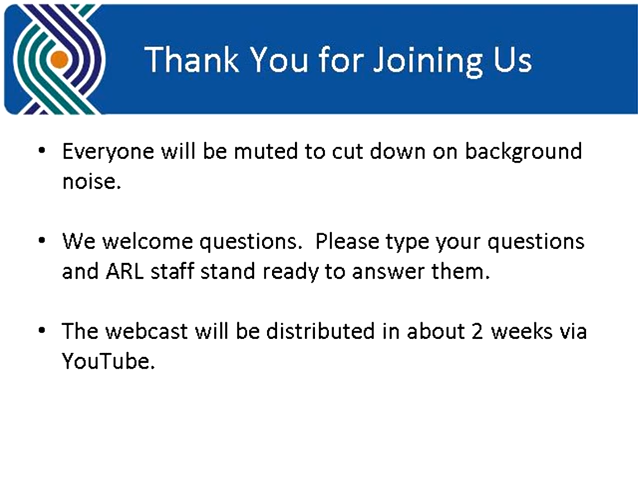 Thank You for Joining Us
• Everyone will be muted to cut down on background
noise.
• We welcome questions.  Please type your questions
and ARL staff stand ready to answer them.
• The webcast will be distributed in about 2 weeks via
YouTube.